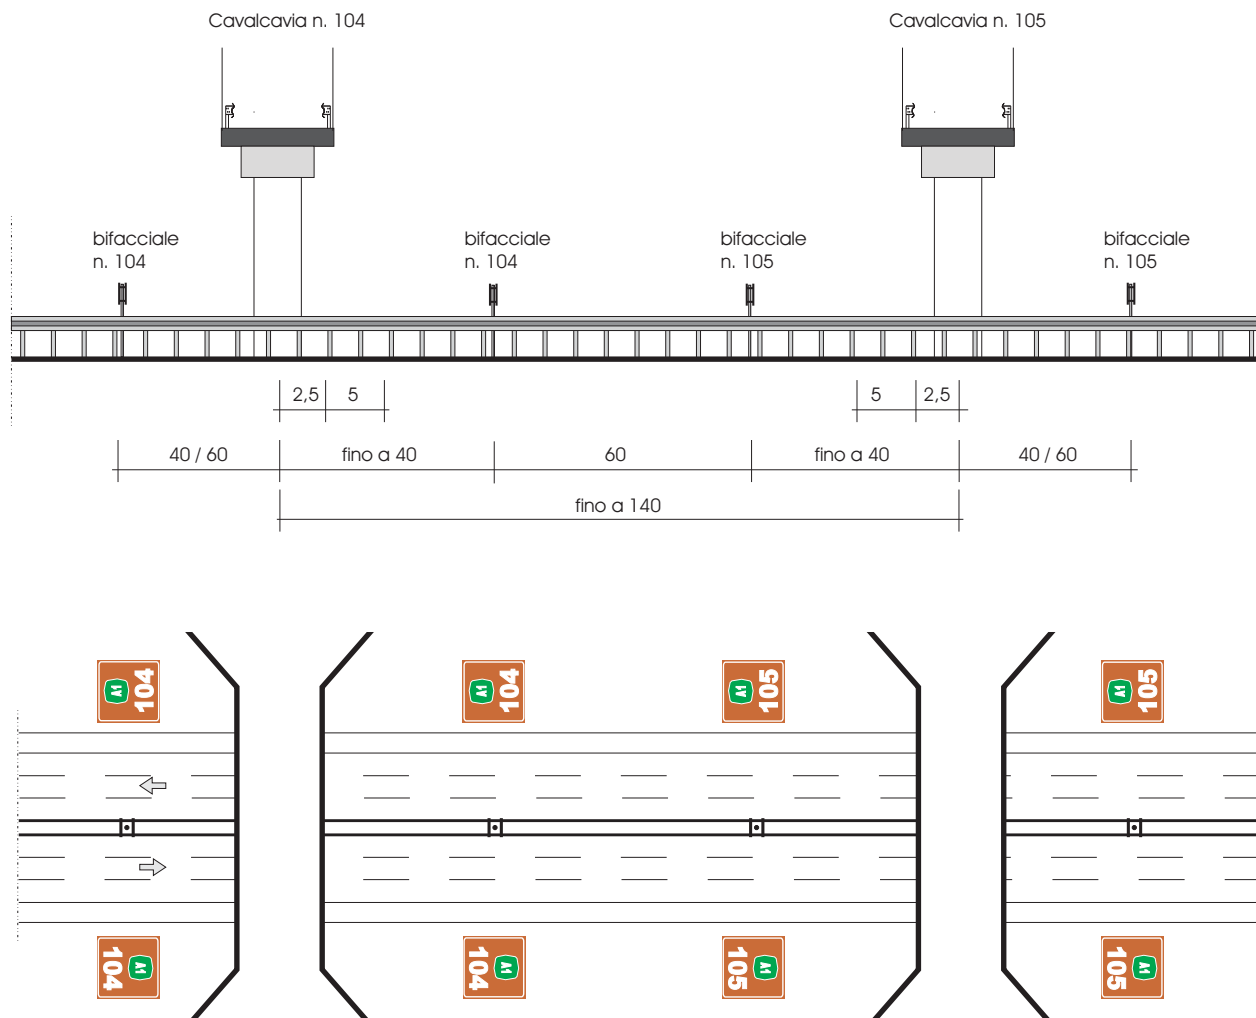 Cavalcavia n. 104
Cavalcavia n. 105
bifacciale
n. 104
bifacciale
n. 104
bifacciale
n. 105
bifacciale
n. 105
2,5
5
5
2,5
40 / 60
fino a 40
60
fino a 40
40 / 60
fino a 140
A1
104
A1
104
A1
105
A1
105
104
A1
104
A1
105
A1
105
A1